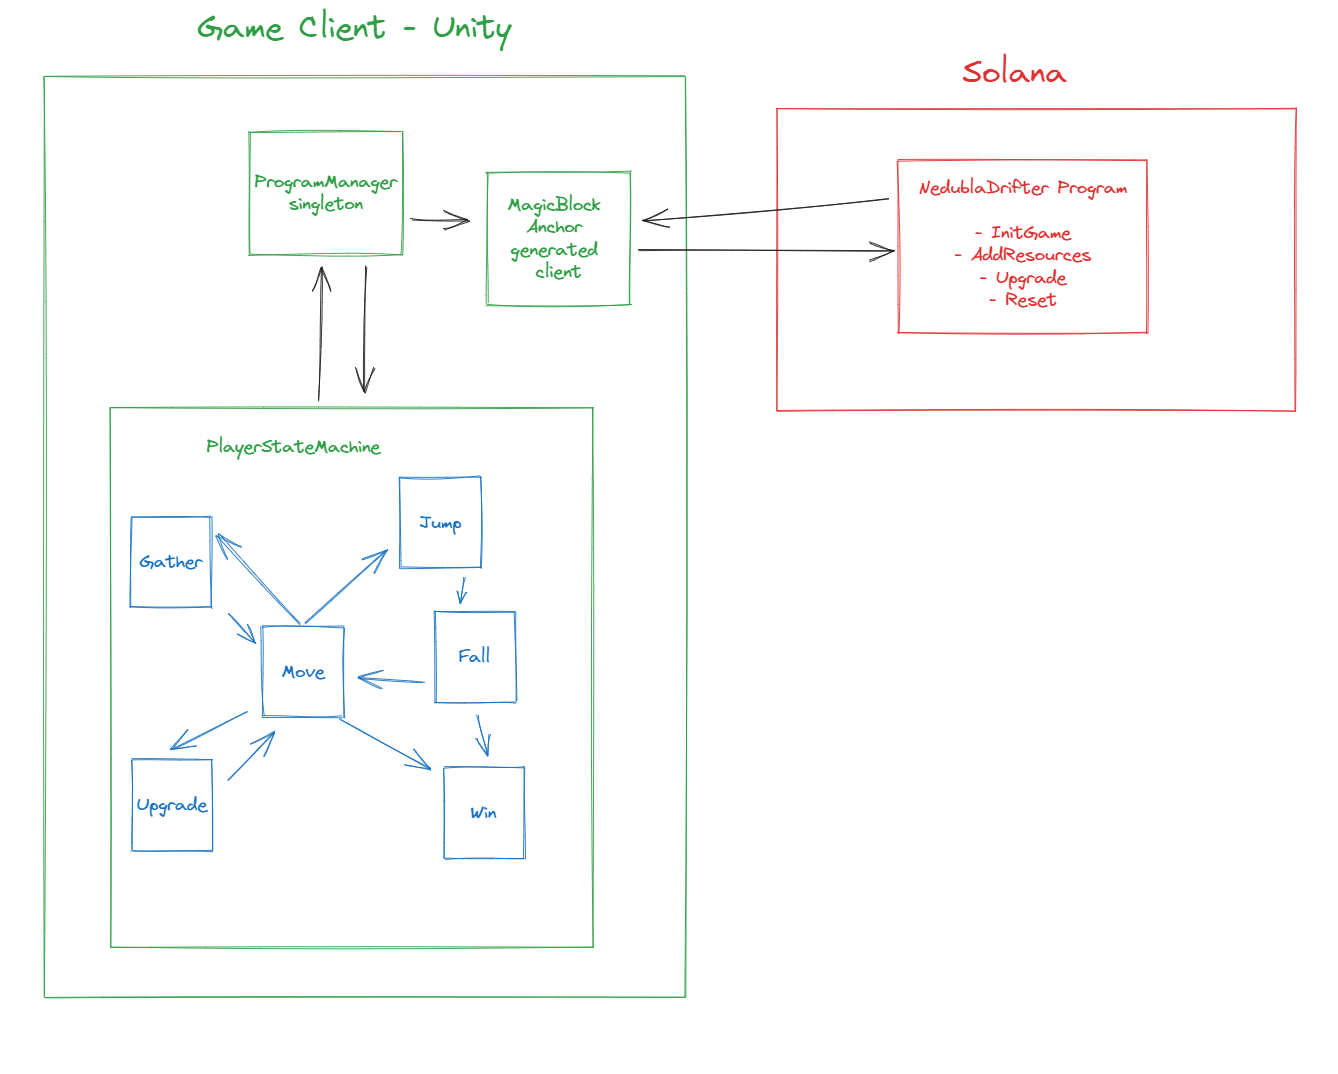 Game Client - Unity
Solana
ProgramManager
singleton
MagicBlock
Anchor
generated
client
NedublaDrifter Program
- InitGame
- AddResources
- Upgrade
- Reset
PlayerStateMachine
Jump
Gather
Fall
Move
Upgrade
Win